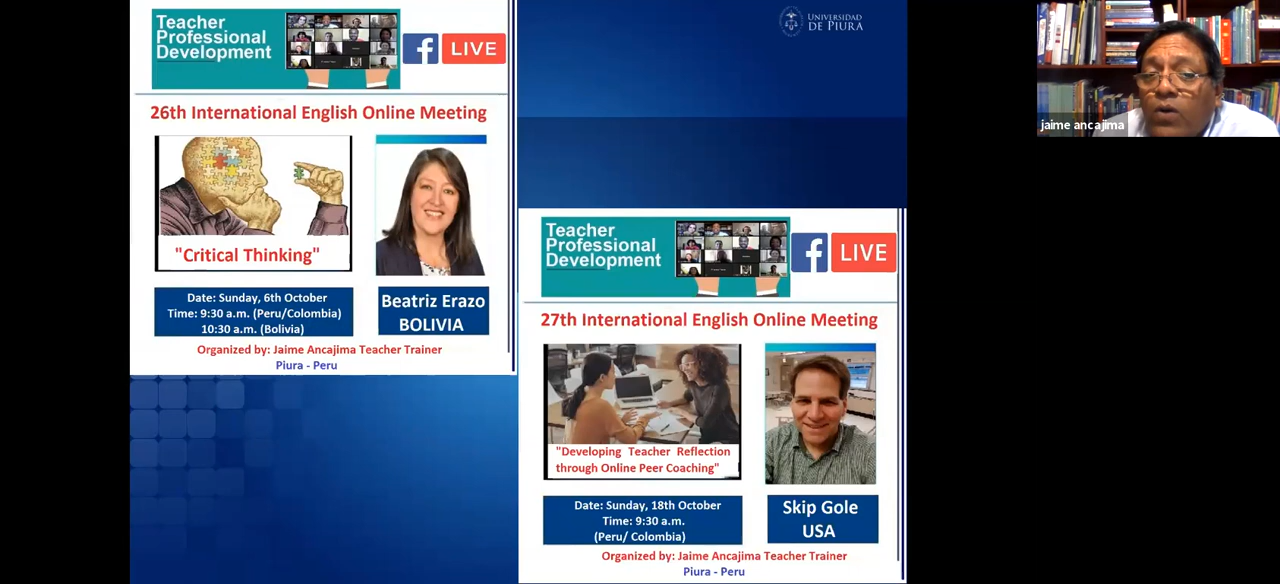 Teacher
Professional
Development
f LIVE
26th International English Online Meeting
"Critical Thinking"
Date: Sunday, 6th October
Time: 9:30 a.m. (Peru/Colombia)
10:30 a.m. (Bolivia)
Beatriz Erazo
BOLIVIA
Organized by: Jaime Ancajima Teacher Trainer
Piura - Peru
UNIVERSIDAD
DE PIURA
Teacher
Professional
Development
f LIVE
27th International English Online Meeting
"Developing Teacher Reflection
through Online Peer Coaching"
Date: Sunday, 18th October
Time: 9:30 a.m.
(Peru/ Colombia)
Skip Gole
USA
Organized by: Jaime Ancajima Teacher Trainer
Piura - Peru
jaime ancajima